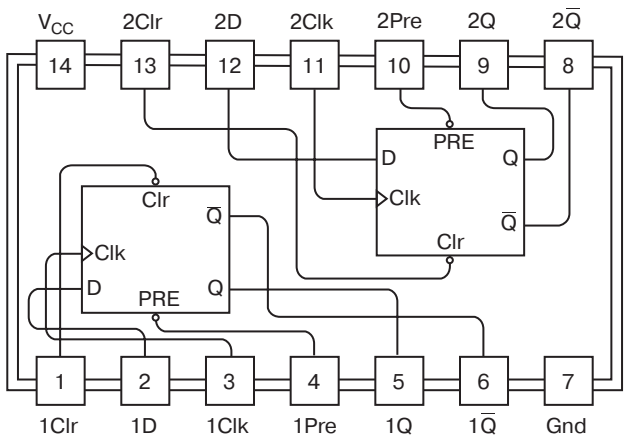 V_CC 2Clr 2D 2Clk 2Pre 2Q 2Q̅
14 13 12 11 10 9 8
PRE
D Q
Clk
Q̅
Clr
Clr
Q̅
Clk
D Q
PRE
1 2 3 4 5 6 7
1Clr 1D 1Clk 1Pre 1Q 1Q̅ Gnd